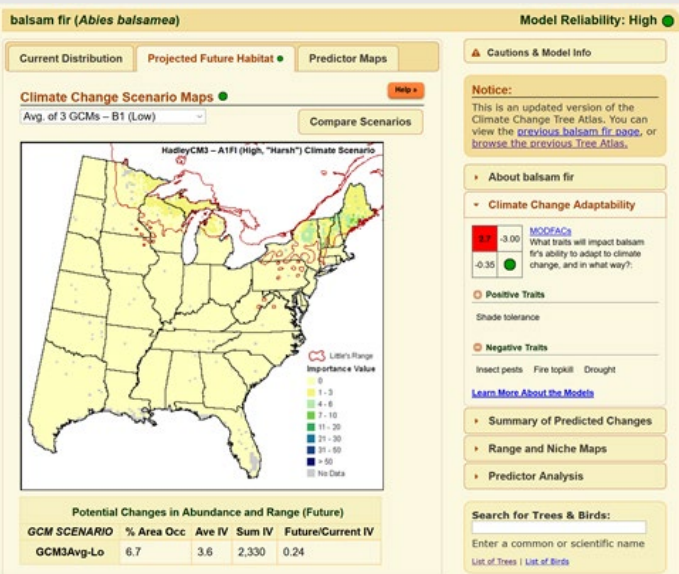 balsam fir (Abies balsamea)
Model Reliability: High
Current Distribution
Projected Future Habitat
Predictor Maps
Climate Change Scenario Maps
Help
Avg. of 3 GCMs – B1 (Low)
Compare Scenarios
HadleyCM3 – A1FI (High, "Harsh") Climate Scenario
Little's Range
Importance Value
0
1 - 3
4 - 6
7 - 10
11 - 20
21 - 30
31 - 50
> 50
No Data
Potential Changes in Abundance and Range (Future)
GCM SCENARIO % Area Occ Ave IV Sum IV Future/Current IV
GCM3Avg-Lo 6.7 3.6 2,330 0.24
Cautions & Model Info
Notice:
This is an updated version of the
Climate Change Tree Atlas. You can
view the previous balsam fir page, or
browse the previous Tree Atlas.
About balsam fir
Climate Change Adaptability
-3.00
-0.35
MODFACs
What traits will impact balsam
fir's ability to adapt to climate
change, and in what way?:
Positive Traits
Shade tolerance
Negative Traits
Insect pests Fire topkill Drought
Learn More About the Models
Summary of Predicted Changes
Range and Niche Maps
Predictor Analysis
Search for Trees & Birds:
Enter a common or scientific name
List of Trees | List of Birds